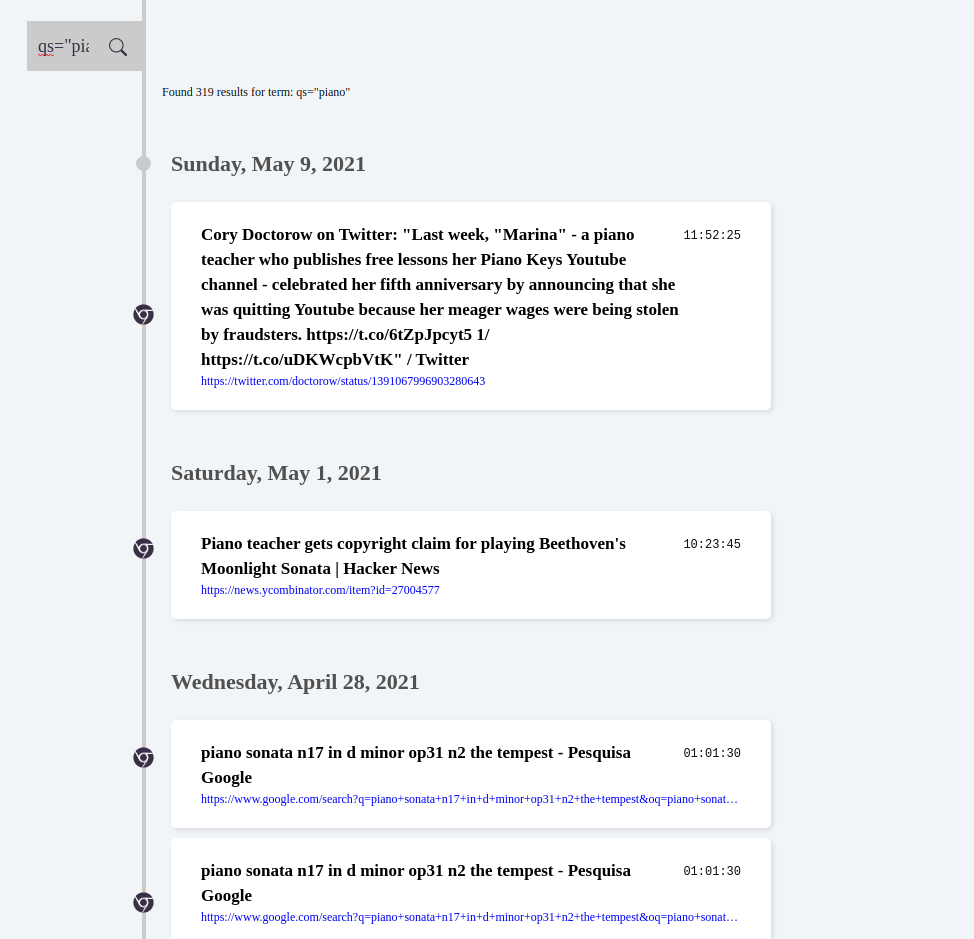 qs="pia
Found 319 results for term: qs="piano"
Sunday, May 9, 2021
Cory Doctorow on Twitter: "Last week, "Marina" - a piano
11:52:25
teacher who publishes free lessons her Piano Keys Youtube
channel - celebrated her fifth anniversary by announcing that she
was quitting Youtube because her meager wages were being stolen
by fraudsters. https://t.co/6tZpJpcyt5 1/
https://t.co/uDKWcpbVtK" / Twitter
https://twitter.com/doctorow/status/1391067996903280643
Saturday, May 1, 2021
Piano teacher gets copyright claim for playing Beethoven's
10:23:45
Moonlight Sonata | Hacker News
https://news.ycombinator.com/item?id=27004577
Wednesday, April 28, 2021
piano sonata n17 in d minor op31 n2 the tempest - Pesquisa
01:01:30
Google
https://www.google.com/search?q=piano+sonata+n17+in+d+minor+op31+n2+the+tempest&oq=piano+sonat…
piano sonata n17 in d minor op31 n2 the tempest - Pesquisa
01:01:30
Google
https://www.google.com/search?q=piano+sonata+n17+in+d+minor+op31+n2+the+tempest&oq=piano+sonat…